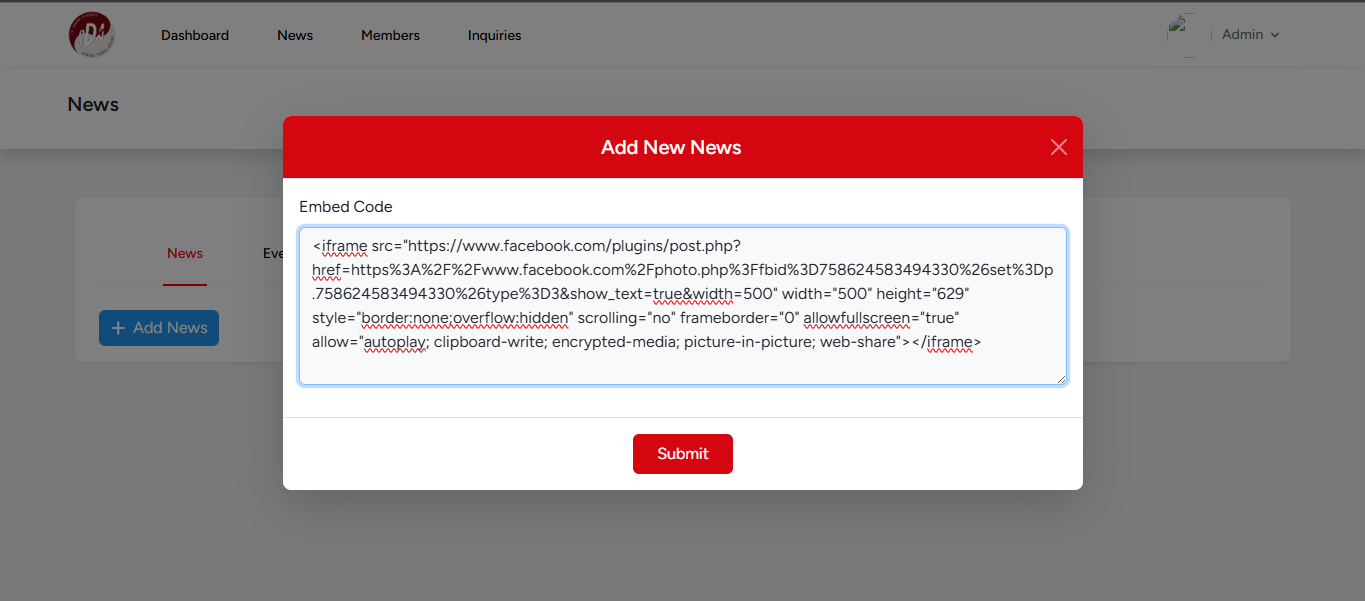 Dashboard
News
Members
Inquiries
Admin
News
Add New News
Embed Code
<iframe src="https://www.facebook.com/plugins/post.php?
href=https%3A%2F%2Fwww.facebook.com%2Fphoto.php%3Ffbid%3D758624583494330%26set%3Dp
.758624583494330%26type%3D3&show_text=true&width=500" width="500" height="629"
style="border:none;overflow:hidden" scrolling="no" frameborder="0" allowfullscreen="true"
allow="autoplay; clipboard-write; encrypted-media; picture-in-picture; web-share"></iframe>
News
Eve
+ Add News
Submit